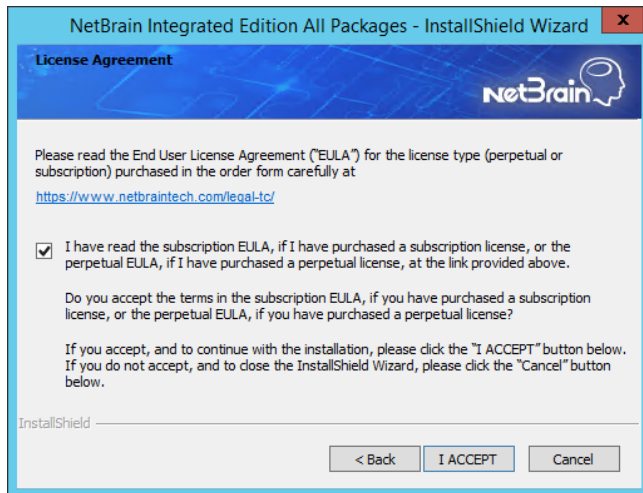 NetBrain Integrated Edition All Packages - InstallShield Wizard
x
License Agreement
NetBrain
Please read the End User License Agreement ("EULA") for the license type (perpetual or
subscription) purchased in the order form carefully at
https://www.netbraintech.com/legal-tc/
I have read the subscription EULA, if I have purchased a subscription license, or the
perpetual EULA, if I have purchased a perpetual license, at the link provided above.
Do you accept the terms in the subscription EULA, if you have purchased a subscription
license, or the perpetual EULA, if you have purchased a perpetual license?
If you accept, and to continue with the installation, please click the "I ACCEPT" button below.
If you do not accept, and to close the InstallShield Wizard, please click the "Cancel" button
below.
InstallShield
< Back I ACCEPT Cancel